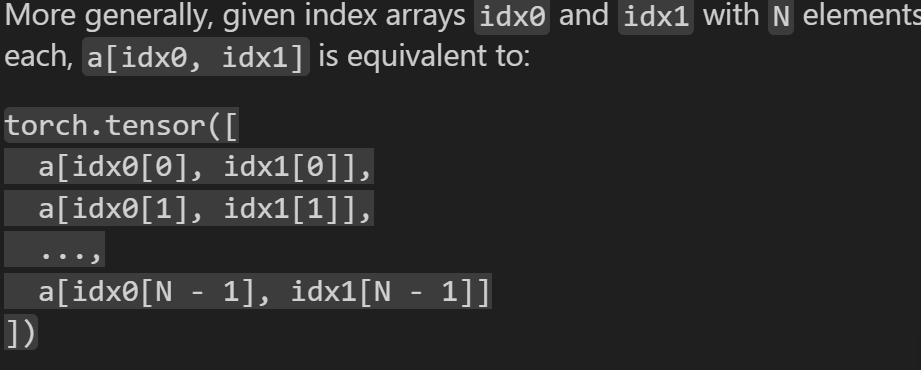 More generally, given index arrays idx0 and idx1 with N elements
each, a[idx0, idx1] is equivalent to:
torch.tensor([
  a[idx0[0], idx1[0]],
  a[idx0[1], idx1[1]],
  ...,
  a[idx0[N - 1], idx1[N - 1]]
])